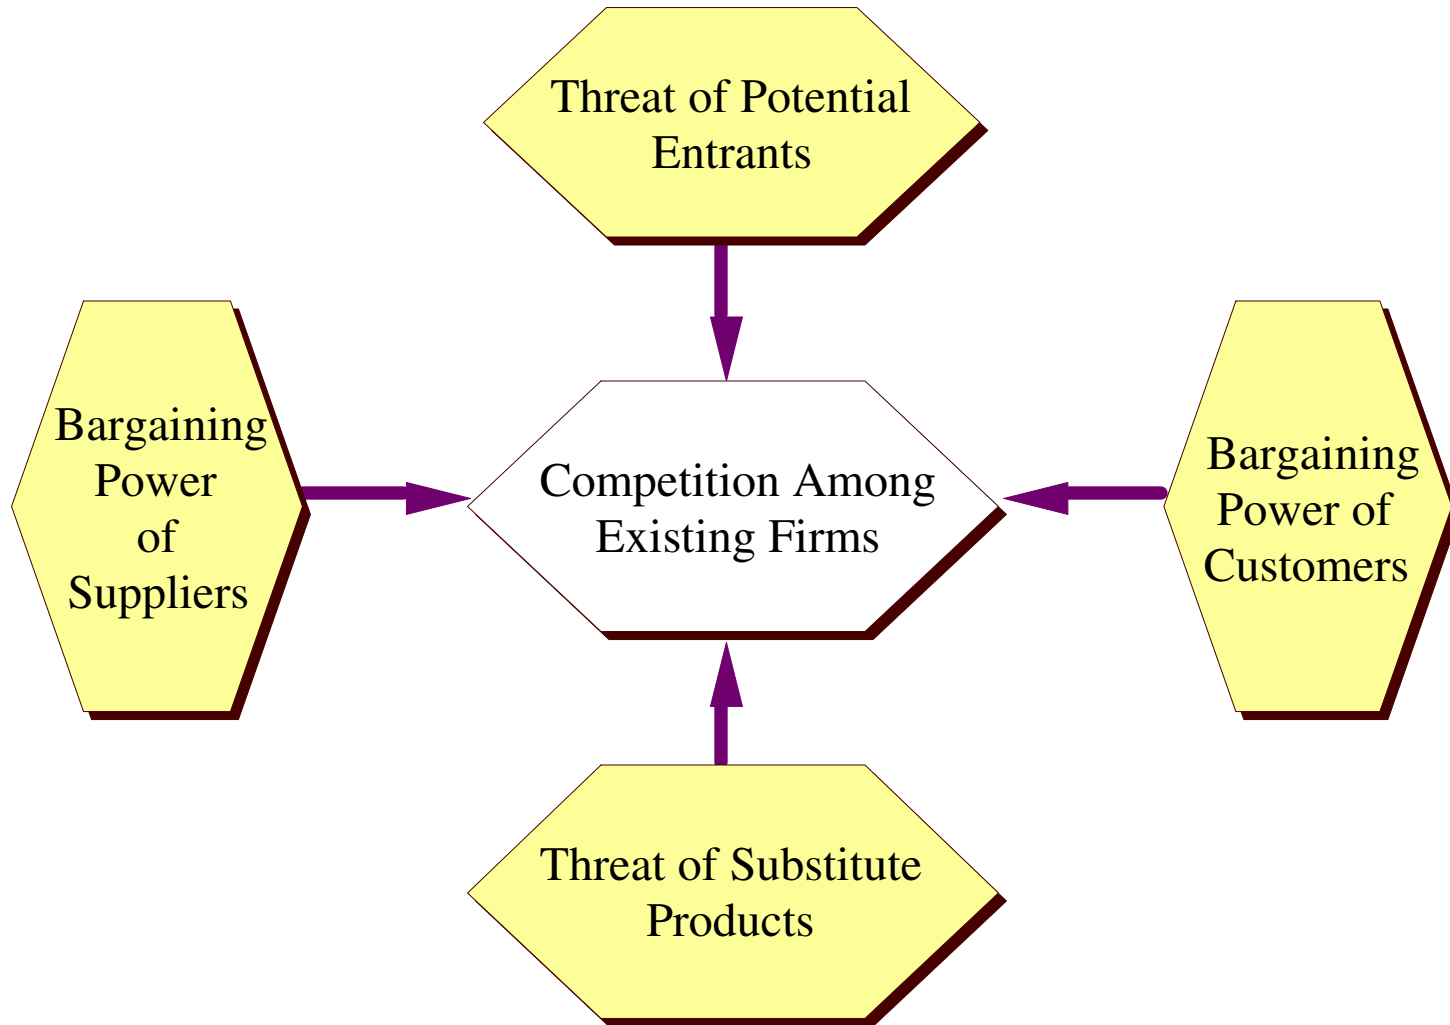 Threat of Potential
Entrants
Bargaining
Power
of
Suppliers
Competition Among
Existing Firms
Bargaining
Power of
Customers
Threat of Substitute
Products